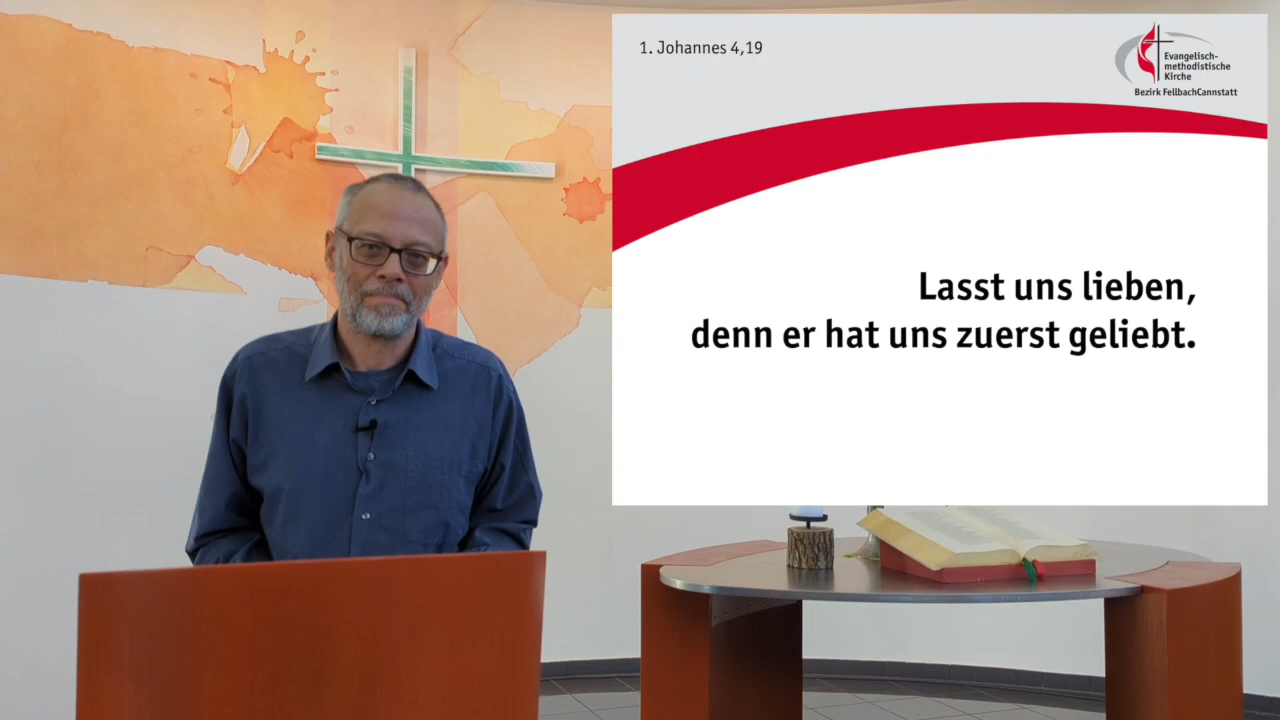 1. Johannes 4,19
Evangelisch-
methodistische
Kirche
Bezirk FellbachCannstatt
Lasst uns lieben,
denn er hat uns zuerst geliebt.